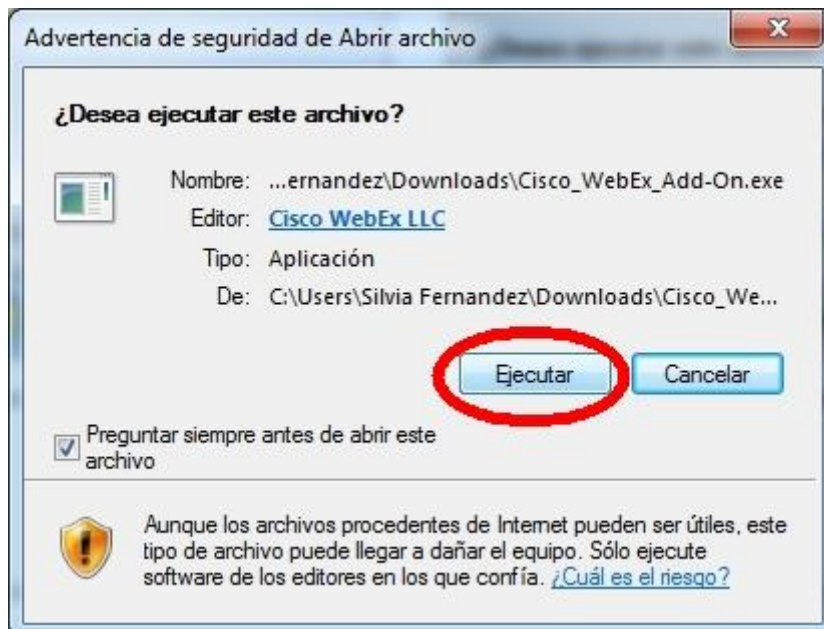 Advertencia de seguridad de Abrir archivo
¿Desea ejecutar este archivo?
Nombre: ...ernandez\Downloads\Cisco_WebEx_Add-On.exe
Editor: Cisco WebEx LLC
Tipo: Aplicación
De: C:\Users\Silvia Fernandez\Downloads\Cisco_We...
Ejecutar Cancelar
Preguntar siempre antes de abrir este
archivo
Aunque los archivos procedentes de Internet pueden ser útiles, este
tipo de archivo puede llegar a dañar el equipo. Sólo ejecute
software de los editores en los que confía. ¿Cuál es el riesgo?